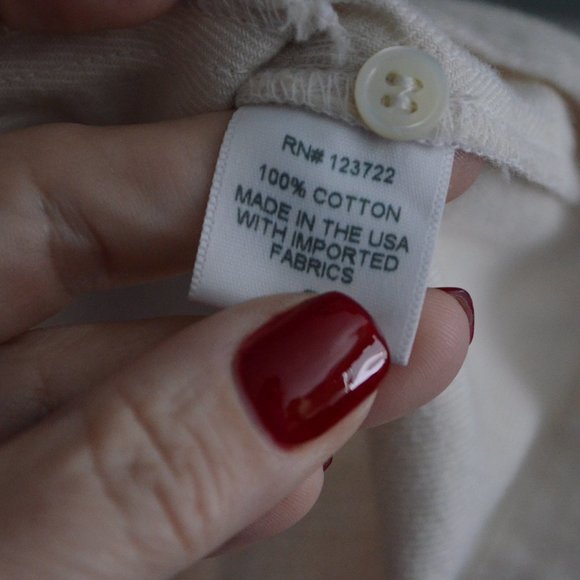 RN# 123722
100% COTTON
MADE IN THE USA
WITH IMPORTED
FABRICS